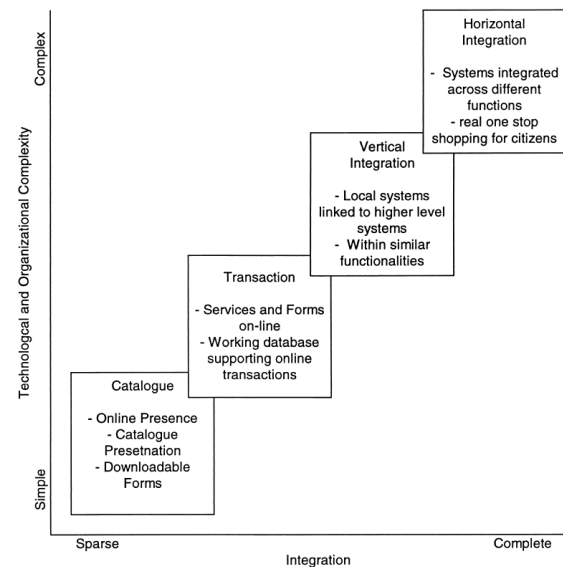 Technologcal and Organizational Complexity
Complex
Simple
Horizontal
Integration
- Systems integrated
across different
functions
- real one stop
shopping for citizens
Vertical
Integration
- Local systems
linked to higher level
systems
- Within similar
functionalities
Transaction
- Services and Forms
on-line
- Working database
supporting online
transactions
Catalogue
- Online Presence
- Catalogue
Presetnation
- Downloadable
Forms
Sparse
Complete
Integration